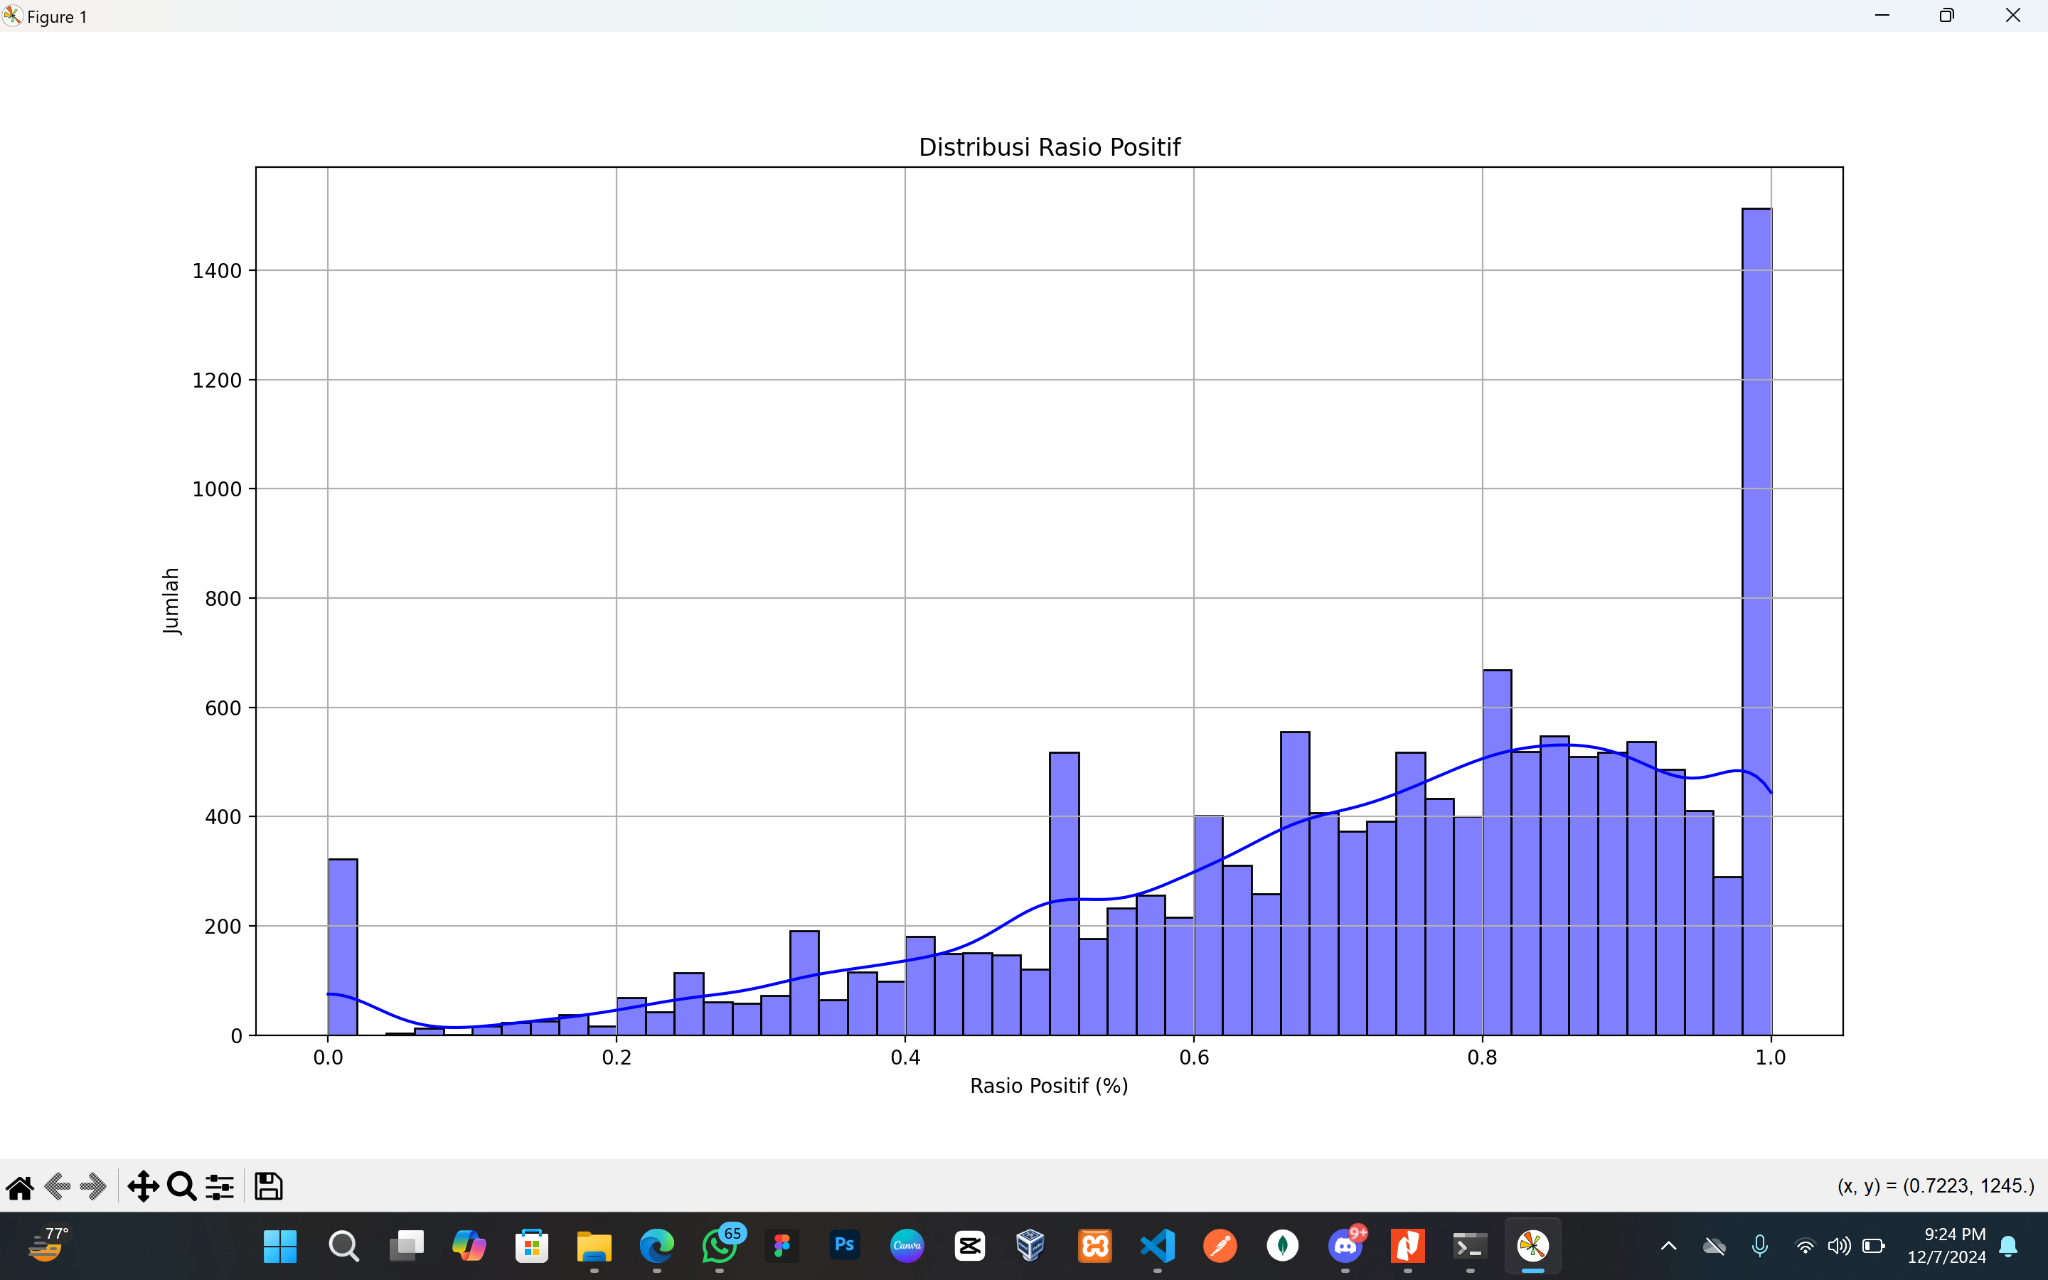 Figure 1
Distribusi Rasio Positif
1400
1200
1000
800
600
400
200
0
Jumlah
0.0 0.2 0.4 0.6 0.8 1.0
Rasio Positif (%)
(x, y) = (0.7223, 1245.)
77°
65
Ps
Canva
9+
9:24 PM
12/7/2024